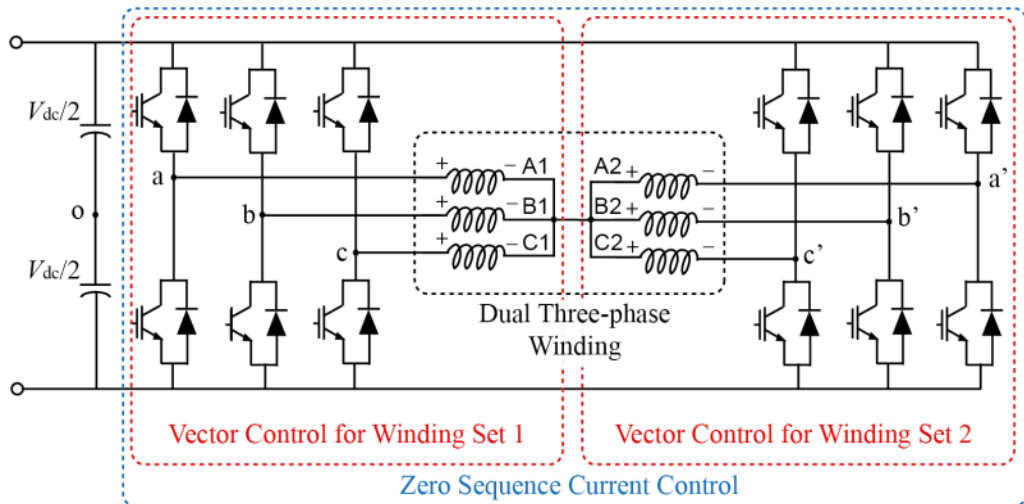 Vdc/2
a
A1
A2
a’
o
b
B1
B2
b’
c
C1
C2
c’
Vdc/2
Dual Three-phase
Winding
Vector Control for Winding Set 1
Vector Control for Winding Set 2
Zero Sequence Current Control